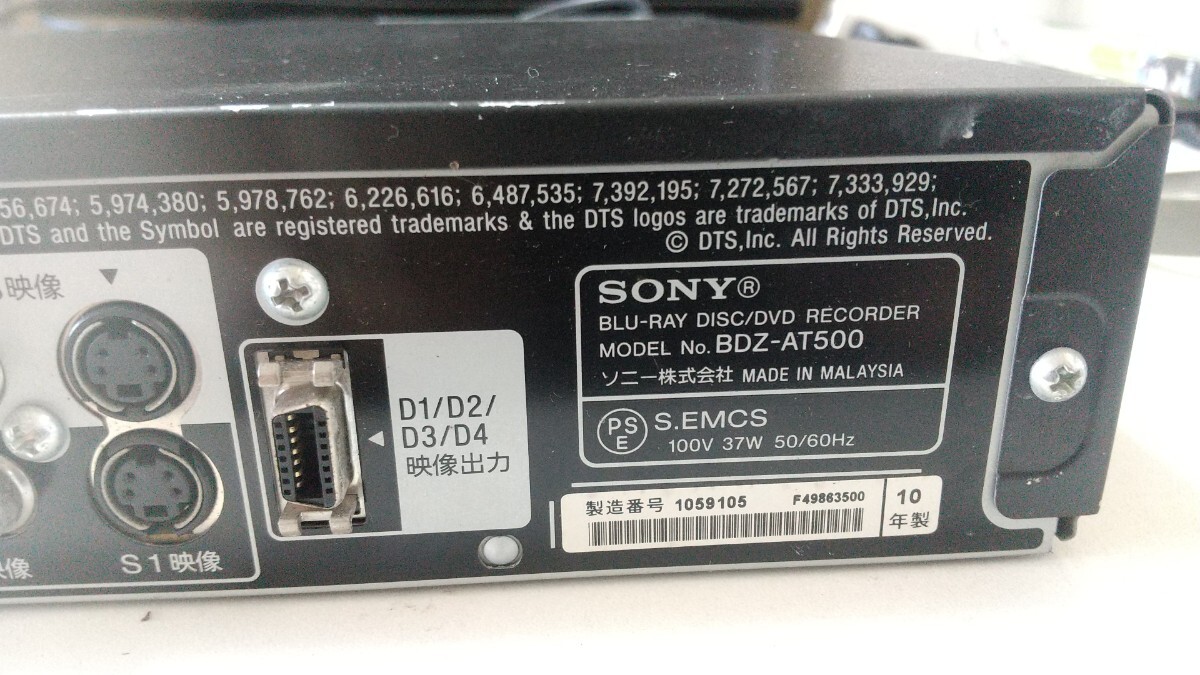 56,674; 5,974,380; 5,978,762; 6,226,616; 6,487,535; 7,392,195; 7,272,567; 7,333,929;
DTS and the Symbol are registered trademarks & the DTS logos are trademarks of DTS,Inc.
© DTS,Inc. All Rights Reserved.
映像
S1映像
映像
D1/D2/
D3/D4
映像出力
SONY®
BLU-RAY DISC/DVD RECORDER
MODEL No. BDZ-AT500
ソニー株式会社 MADE IN MALAYSIA
PS
E
S.EMCS
100V 37W 50/60Hz
製造番号 1059105 F49863500
10
年製